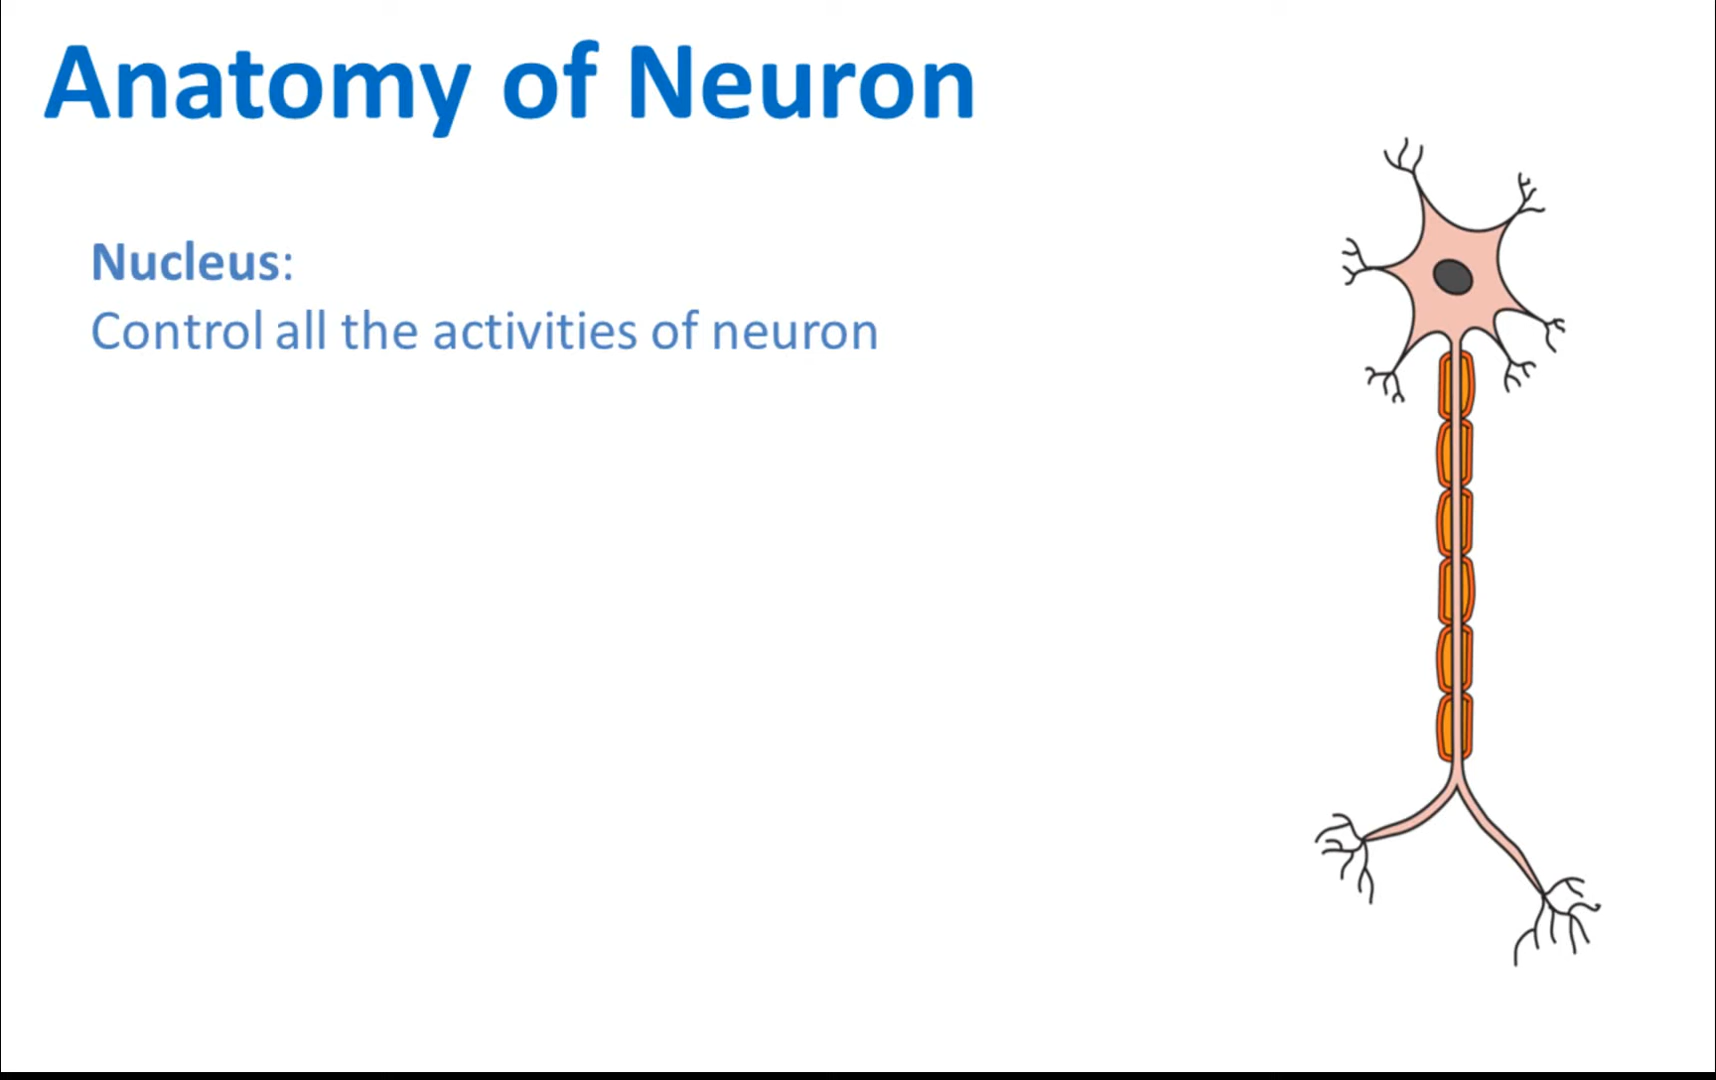 Anatomy of Neuron
Nucleus:
Control all the activities of neuron